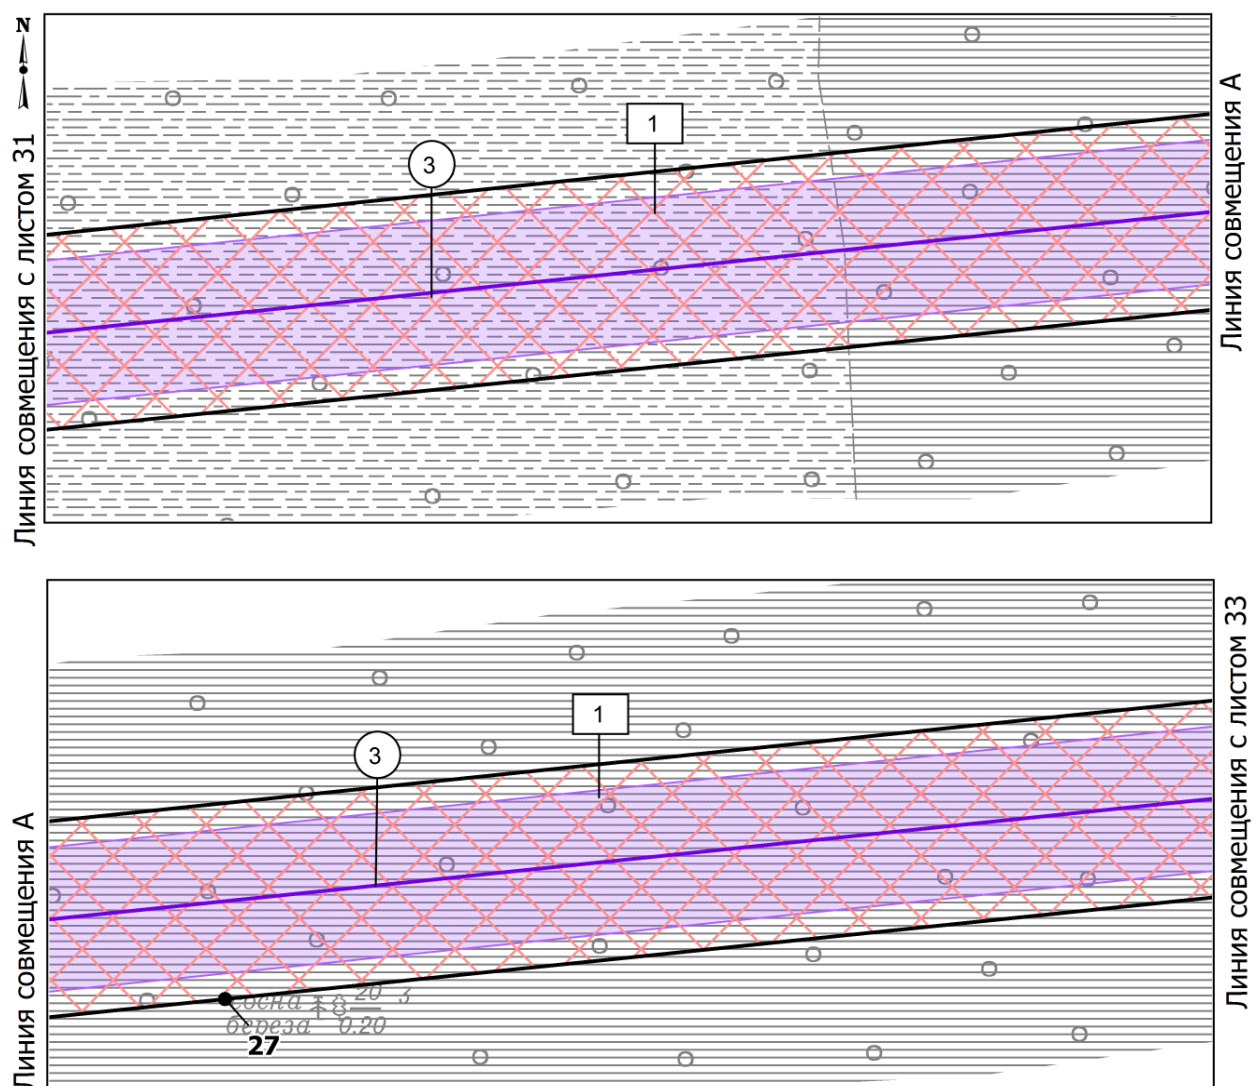 N
Линия совмещения с листом 31
3
1
Линия совмещения А
Линия совмещения А
3
1
сосна 20 3
береза 0.20
27
Линия совмещения с листом 33